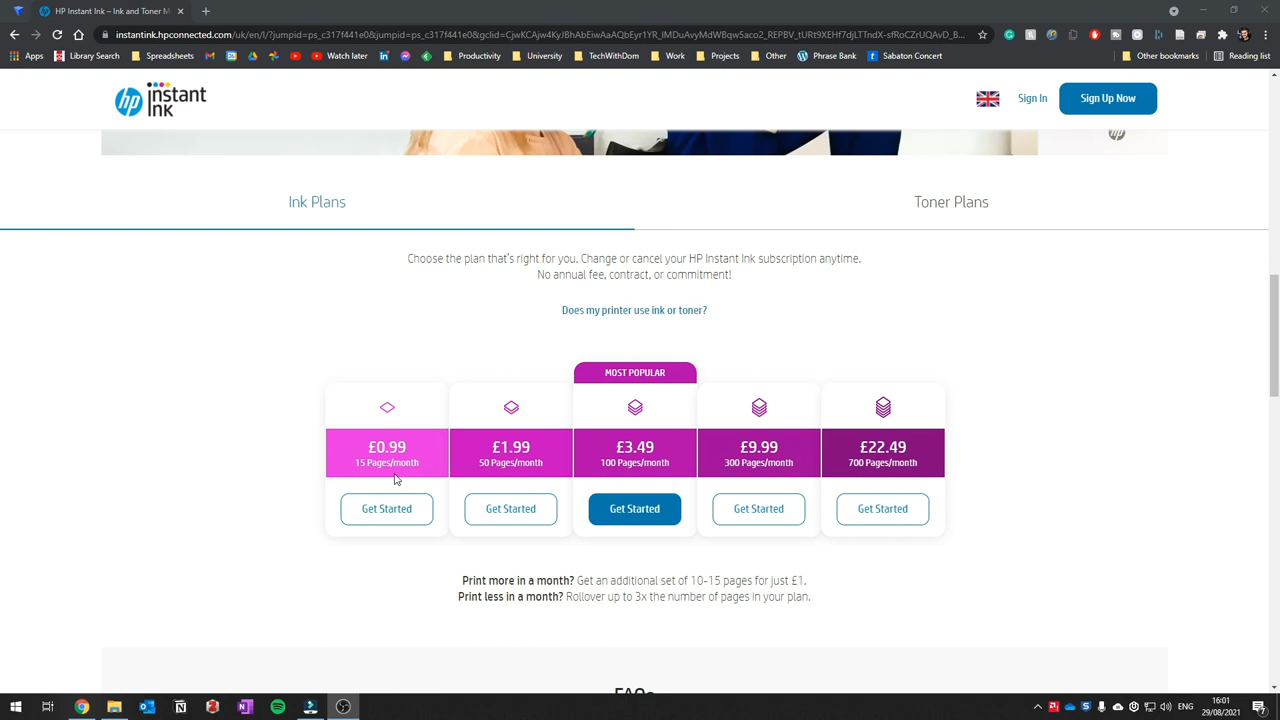 HP Instant Ink – Ink and Toner M
instantink.hpconnected.com/uk/en/l/?jumpid=ps_c317f441e0&jumpid=ps_c317f441e0&gclid=
Apps
Library Search
Spreadsheets
Watch later
Productivity
University
TechWithDom
Work
Projects
Other
Phrase Bank
Sabaton Concert
Other bookmarks
Reading list
hp instant ink
Sign In
Sign Up Now
Ink Plans
Toner Plans
Choose the plan that's right for you. Change or cancel your HP Instant Ink subscription anytime.
No annual fee, contract, or commitment!
Does my printer use ink or toner?
MOST POPULAR
£0.99
15 Pages/month
Get Started
£1.99
50 Pages/month
Get Started
£3.49
100 Pages/month
Get Started
£9.99
300 Pages/month
Get Started
£22.49
700 Pages/month
Get Started
Print more in a month? Get an additional set of 10-15 pages for just £1.
Print less in a month? Rollover up to 3x the number of pages in your plan.
FAQs
16:01
29/08/2021